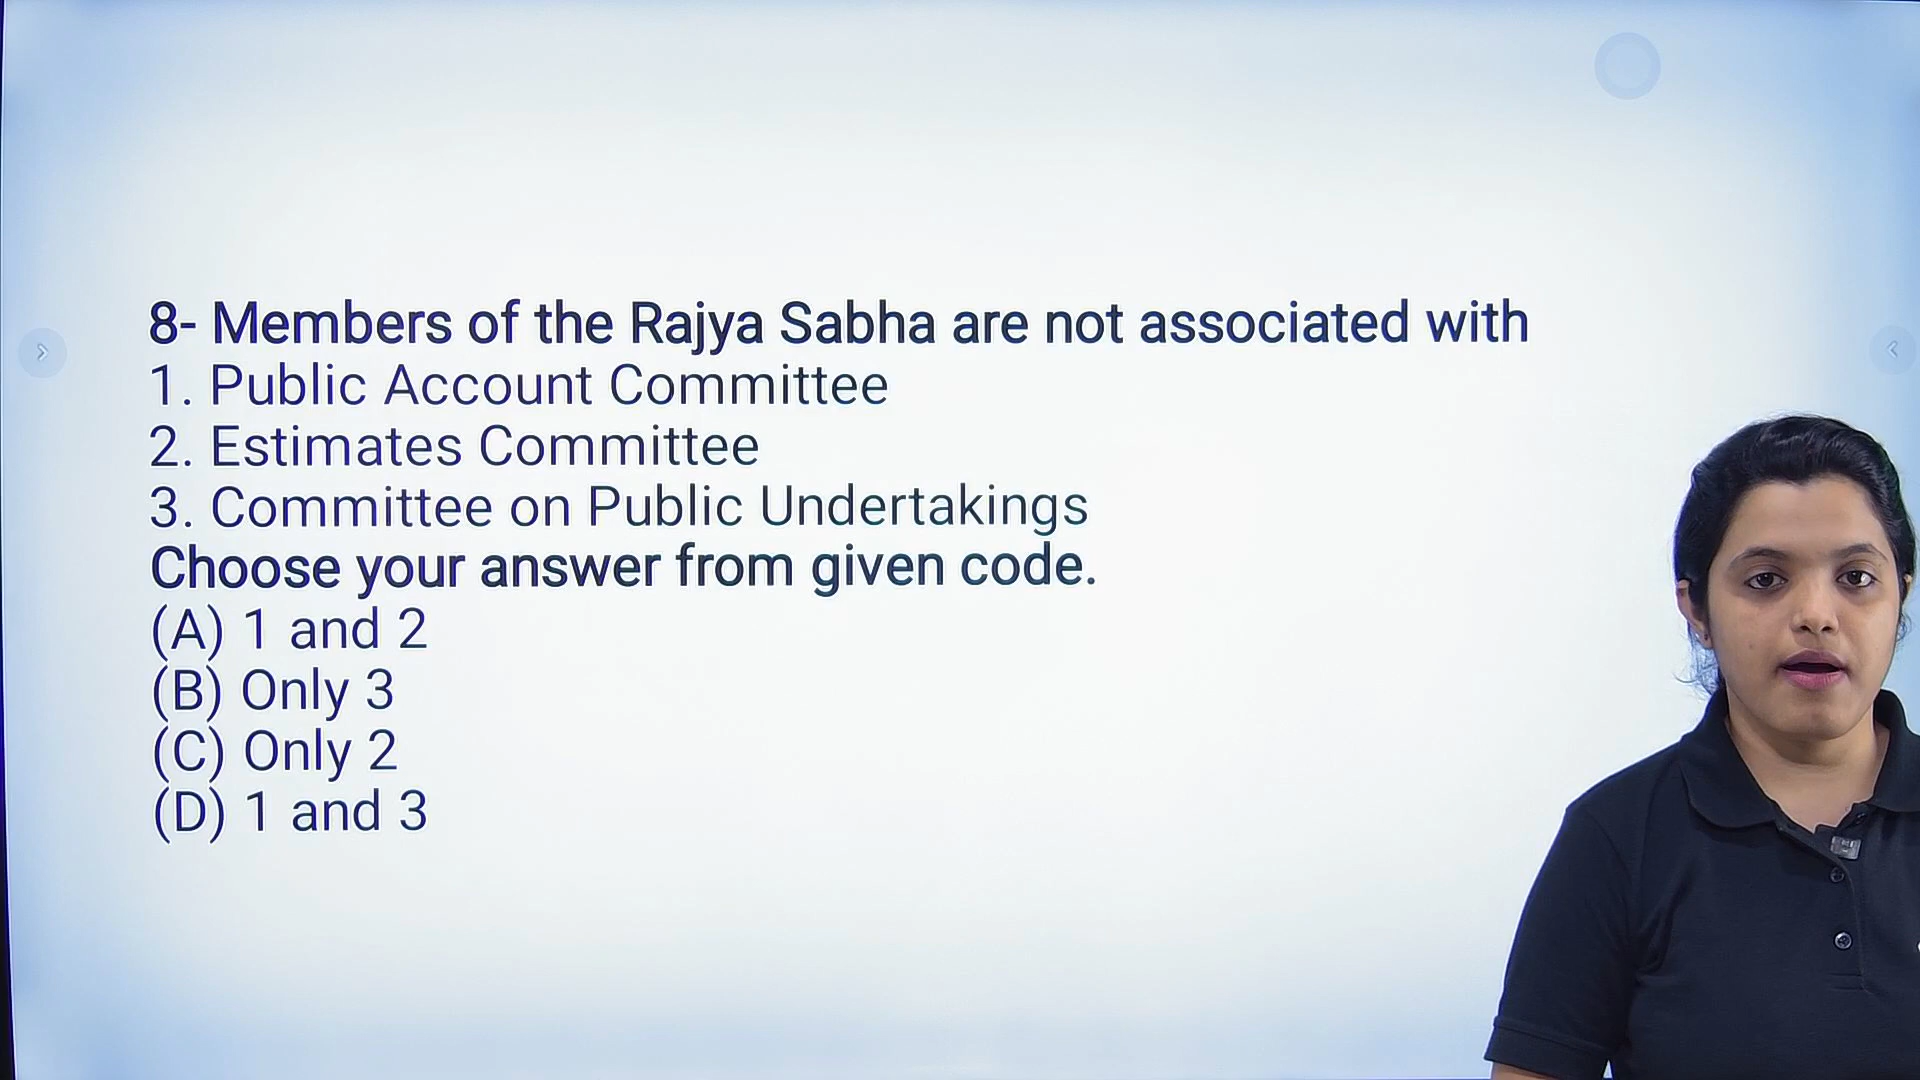 8- Members of the Rajya Sabha are not associated with
1. Public Account Committee
2. Estimates Committee
3. Committee on Public Undertakings
Choose your answer from given code.
(A) 1 and 2
(B) Only 3
(C) Only 2
(D) 1 and 3